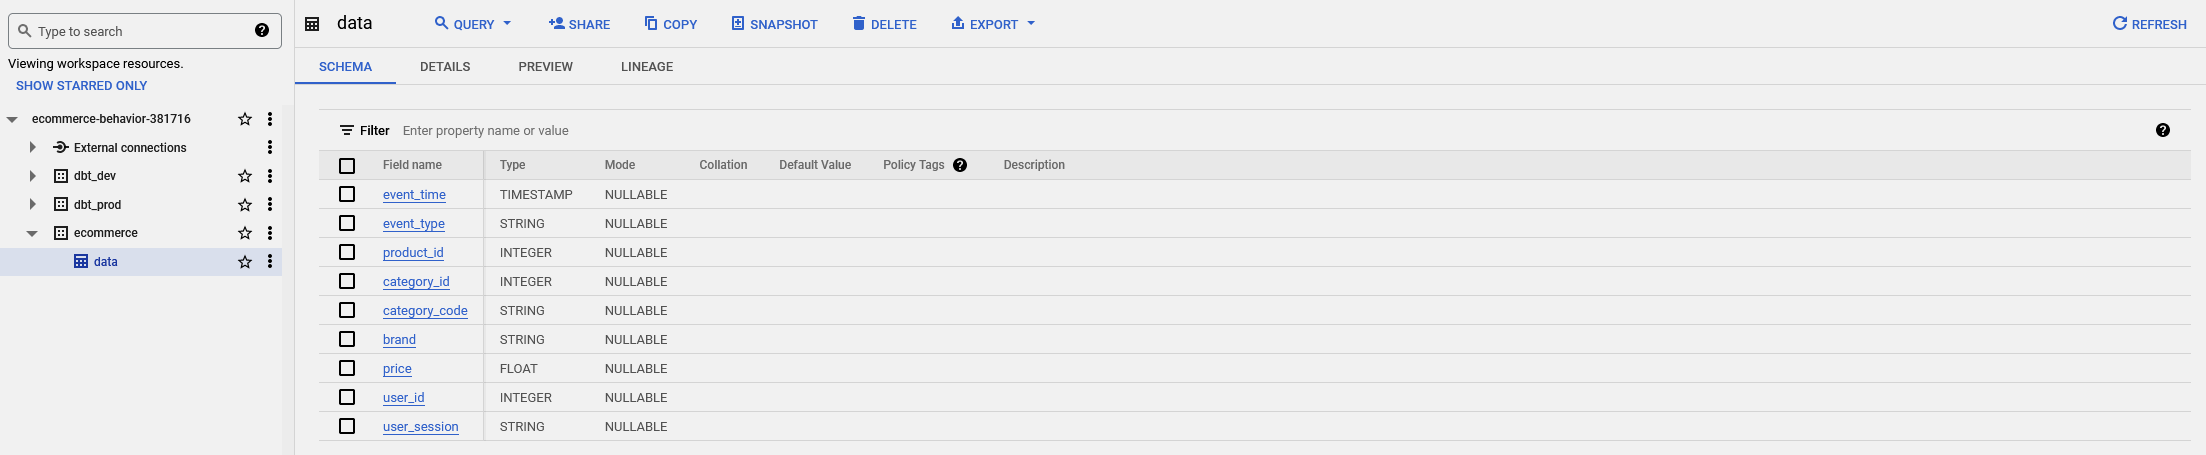 Type to search
Viewing workspace resources.
SHOW STARRED ONLY
ecommerce-behavior-381716
External connections
dbt_dev
dbt_prod
ecommerce
data
data QUERY SHARE COPY SNAPSHOT DELETE EXPORT REFRESH
SCHEMA DETAILS PREVIEW LINEAGE
Filter Enter property name or value
Field name Type Mode Collation Default Value Policy Tags Description
event_time TIMESTAMP NULLABLE
event_type STRING NULLABLE
product_id INTEGER NULLABLE
category_id INTEGER NULLABLE
category_code STRING NULLABLE
brand STRING NULLABLE
price FLOAT NULLABLE
user_id INTEGER NULLABLE
user_session STRING NULLABLE